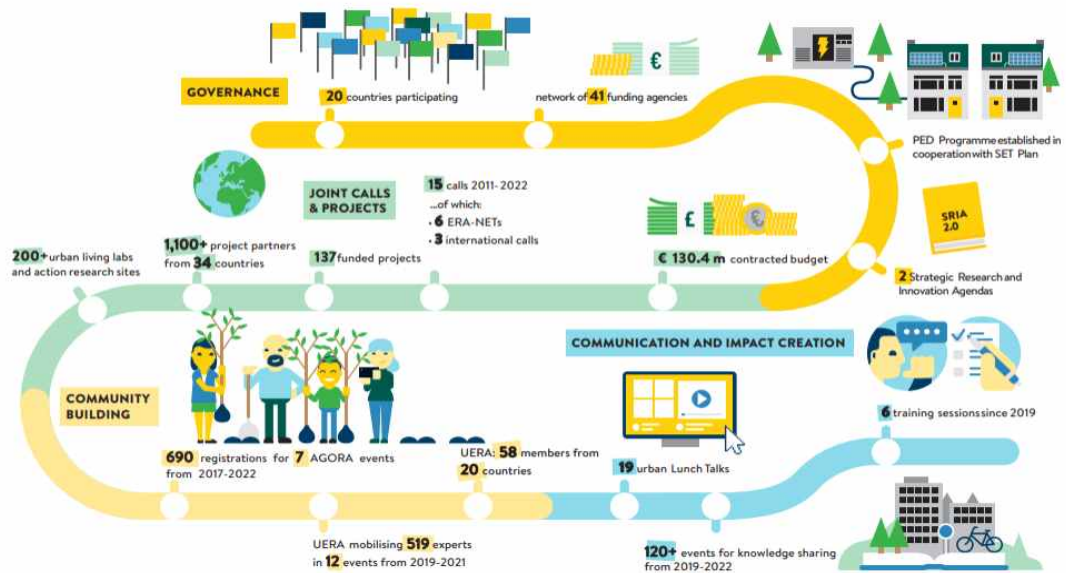 GOVERNANCE
20 countries participating
network of 41 funding agencies
€
PED Programme established in
cooperation with SET Plan
SRIA
2.0
2 Strategic Research and
Innovation Agendas
JOINT CALLS
& PROJECTS
£
€
€ 130.4 m contracted budget
15 calls 2011-2022
...of which:
• 6 ERA-NETs
• 3 international calls
137 funded projects
1,100+ project partners
from 34 countries
200+ urban living labs
and action research sites
COMMUNITY
BUILDING
690 registrations for 7 AGORA events
from 2017-2022
UERA mobilising 519 experts
in 12 events from 2019-2021
UERA: 58 members from
20 countries
COMMUNICATION AND IMPACT CREATION
19 urban Lunch Talks
120+ events for knowledge sharing
from 2019-2022
6 training sessions since 2019